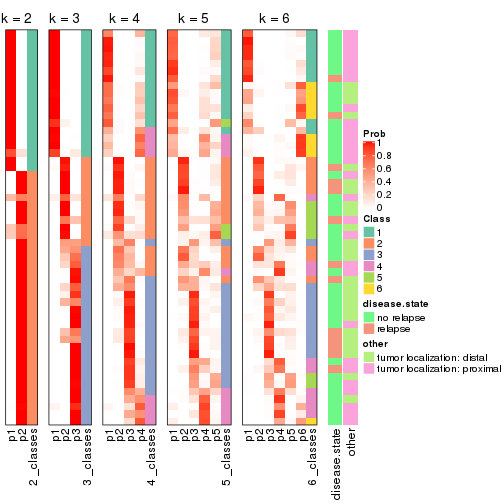 k = 2
k = 3
k = 4
k = 5
k = 6
Prob
1
0.8
0.6
0.4
0.2
0
Class
1
2
3
4
5
6
disease.state
no relapse
relapse
other
tumor localization: distal
tumor localization: proximal
p1
p2
2_classes
p1
p2
p3
3_classes
p1
p2
p3
p4
4_classes
p1
p2
p3
p4
p5
5_classes
p1
p2
p3
p4
p5
p6
6_classes
disease.state
other